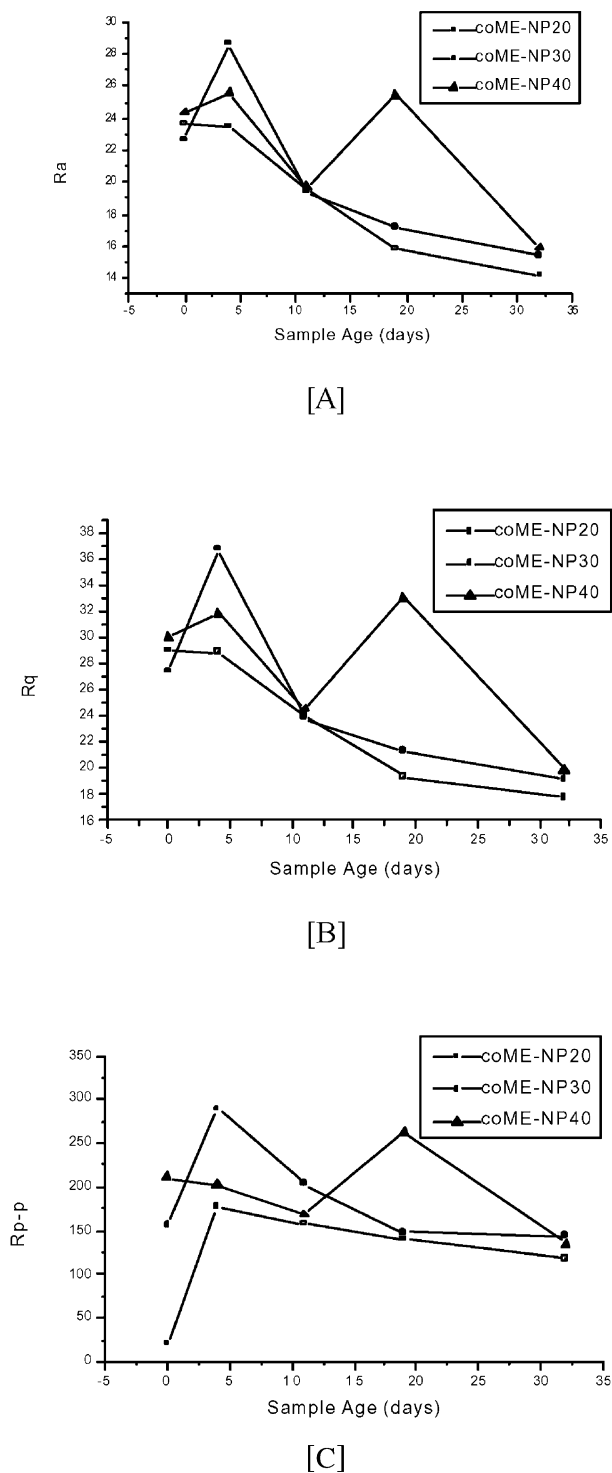 30
28
26
24
22
20
18
16
14
Ra
coME-NP20
coME-NP30
coME-NP40
-5 0 5 10 15 20 25 30 35
Sample Age (days)
[A]
38
36
34
32
30
28
26
24
22
20
18
16
Rq
coME-NP20
coME-NP30
coME-NP40
0 5 10 15 20 25 30 35
Sample Age (days)
[B]
350
300
250
200
150
100
50
0
Rp-p
coME-NP20
coME-NP30
coME-NP40
-5 0 5 10 15 20 25 30 35
Sample Age (days)
[C]